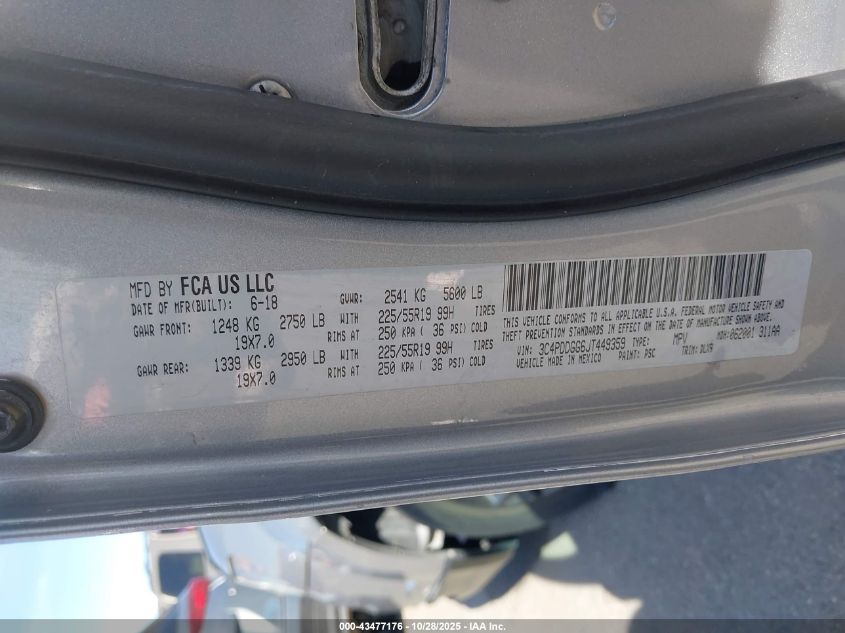 MFD BY FCA US LLC
DATE OF MFR(BUILT): 6-18 GVWR: 2541 KG 5600 LB
GAWR FRONT: 1248 KG 2750 LB WITH 225/55R19 99H TIRES
19X7.0 RIMS AT 250 KPA ( 36 PSI) COLD
GAWR REAR: 1339 KG 2950 LB WITH 225/55R19 99H TIRES
19X7.0 RIMS AT 250 KPA ( 36 PSI) COLD
THIS VEHICLE CONFORMS TO ALL APPLICABLE U.S.A. FEDERAL MOTOR VEHICLE SAFETY AND
THEFT PREVENTION STANDARDS IN EFFECT ON THE DATE OF MANUFACTURE SHOWN ABOVE.
VIN: 3C4PDDGG6JT449359 TYPE: MPV MDH: 062001 311AA
VEHICLE MADE IN MEXICO PAINT: PSC TRIM: DLX9
000-43477176 - 10/28/2025 - IAA Inc.